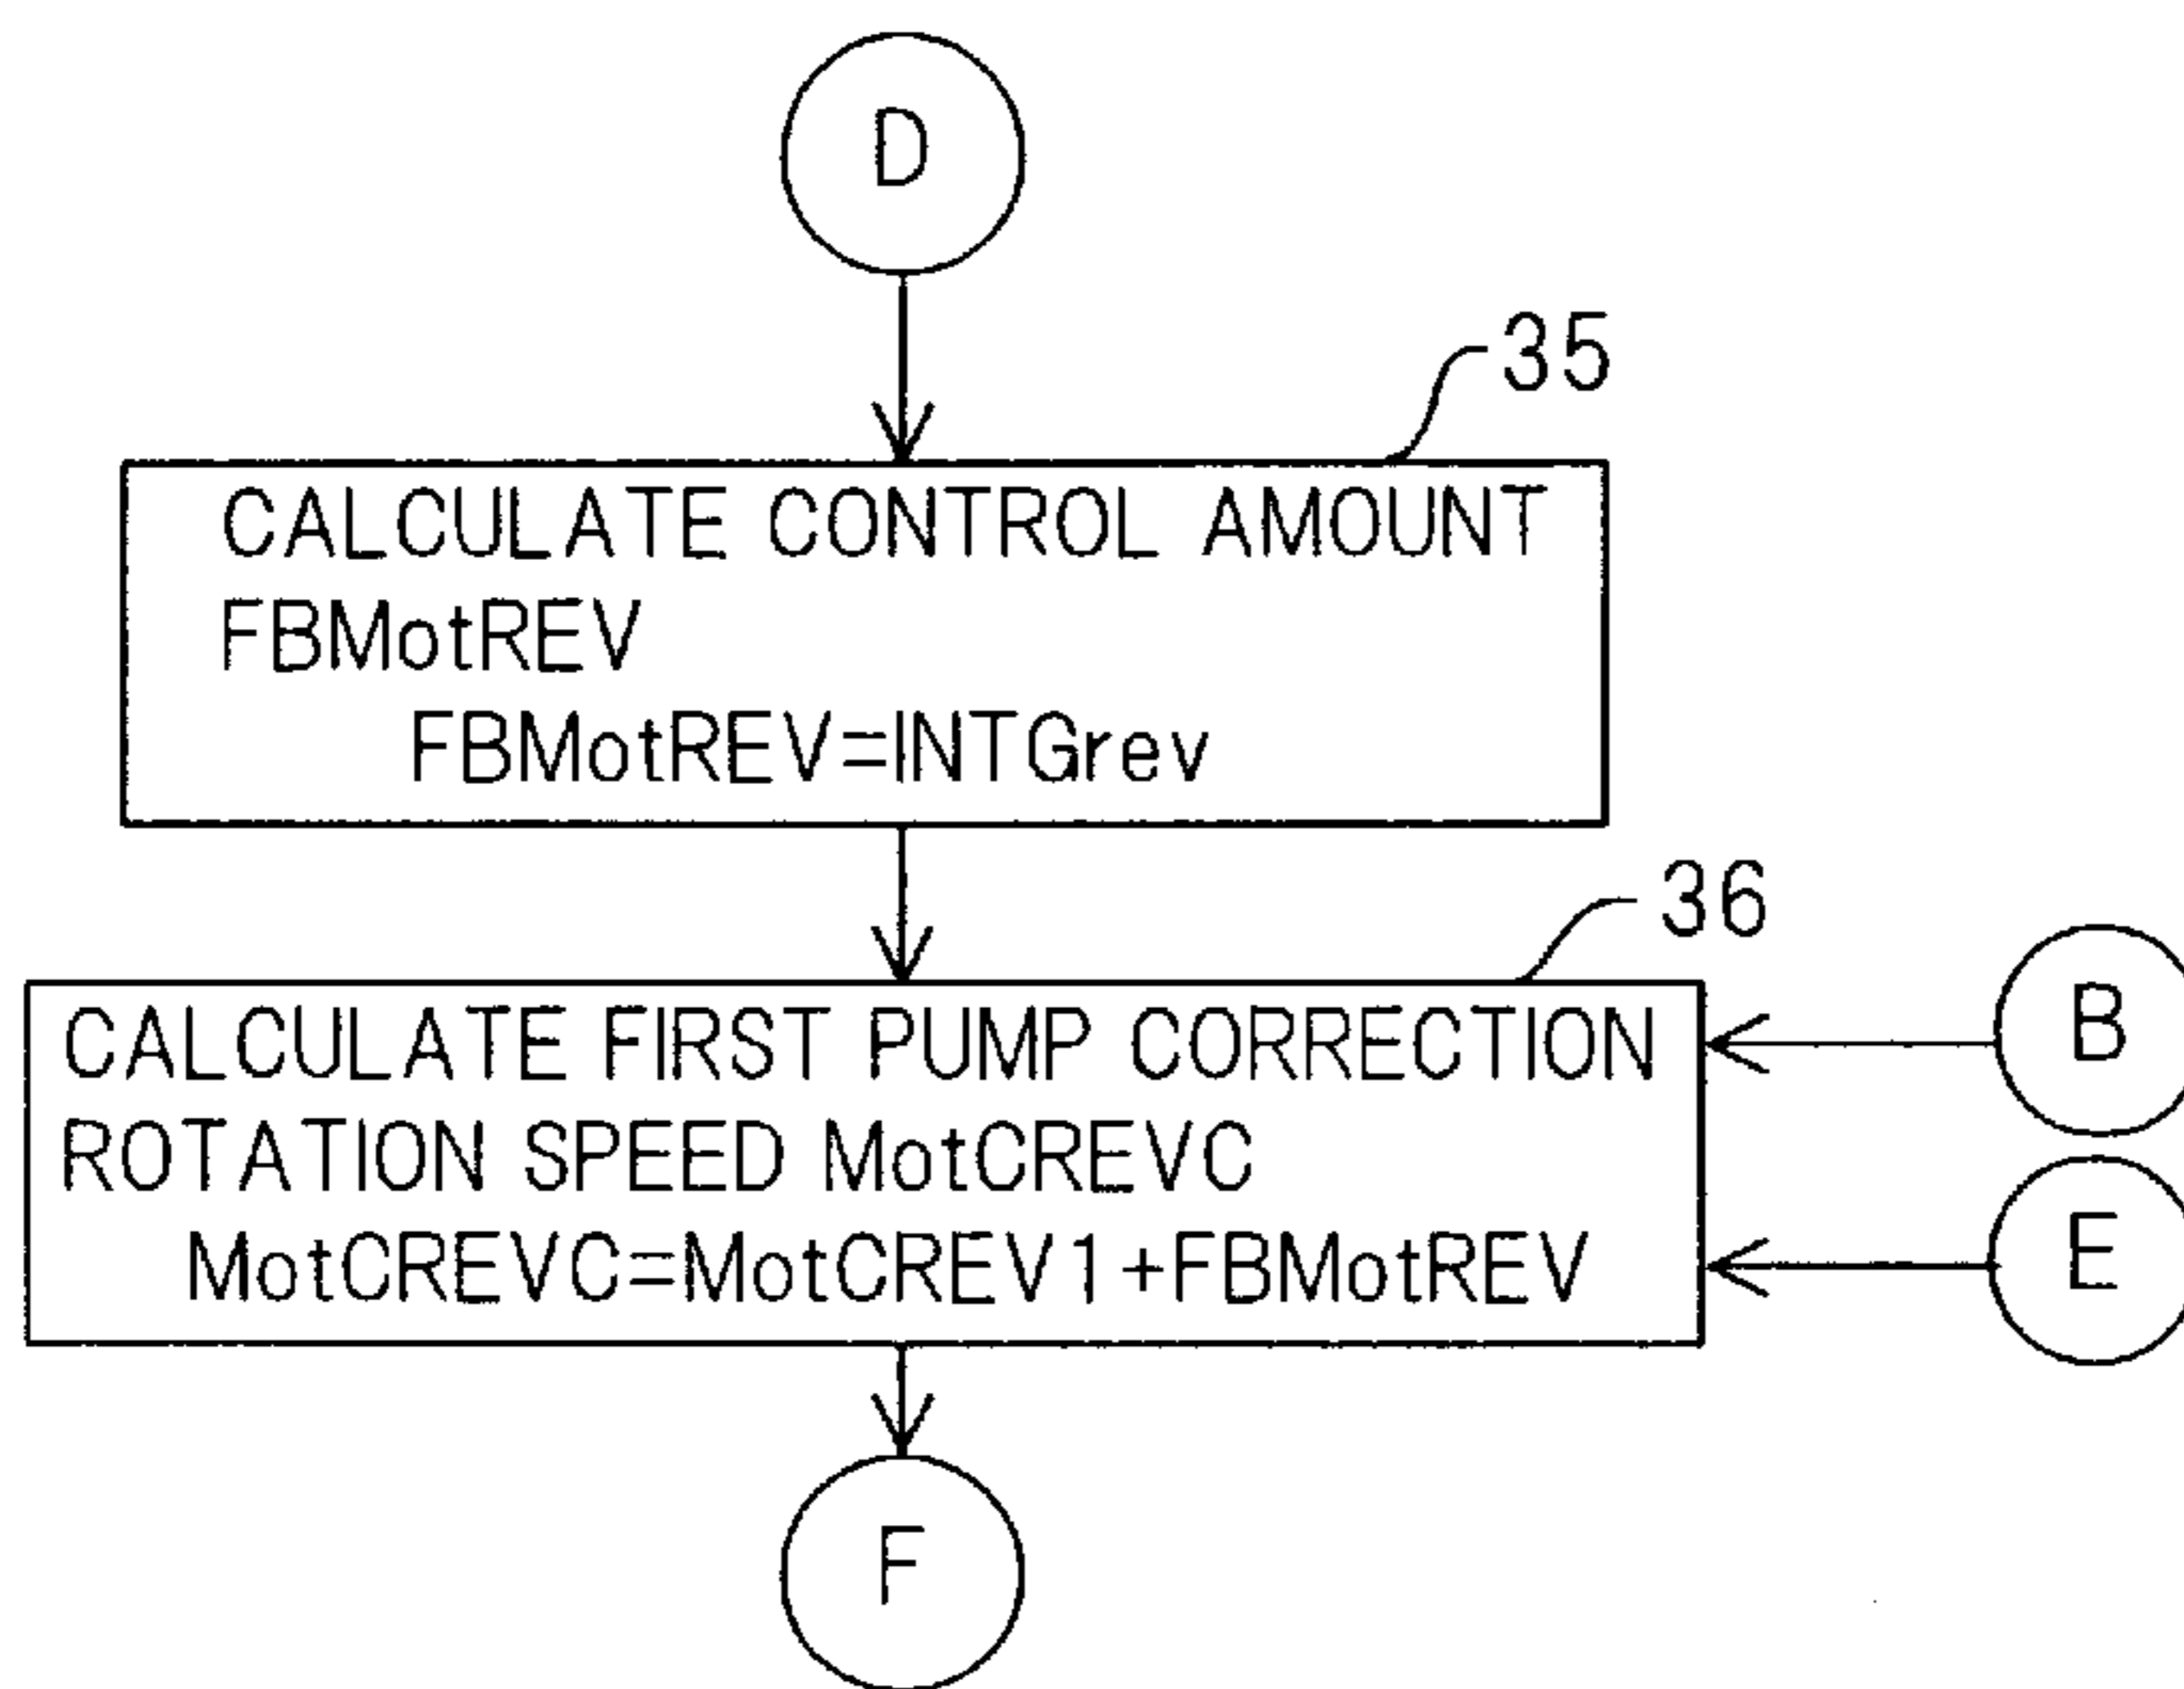 D
35
CALCULATE CONTROL AMOUNT
FBMotREV
FBMotREV=INTGrev
36
CALCULATE FIRST PUMP CORRECTION
ROTATION SPEED MotCREVC
MotCREVC=MotCREV1+FBMotREV
B
E
F